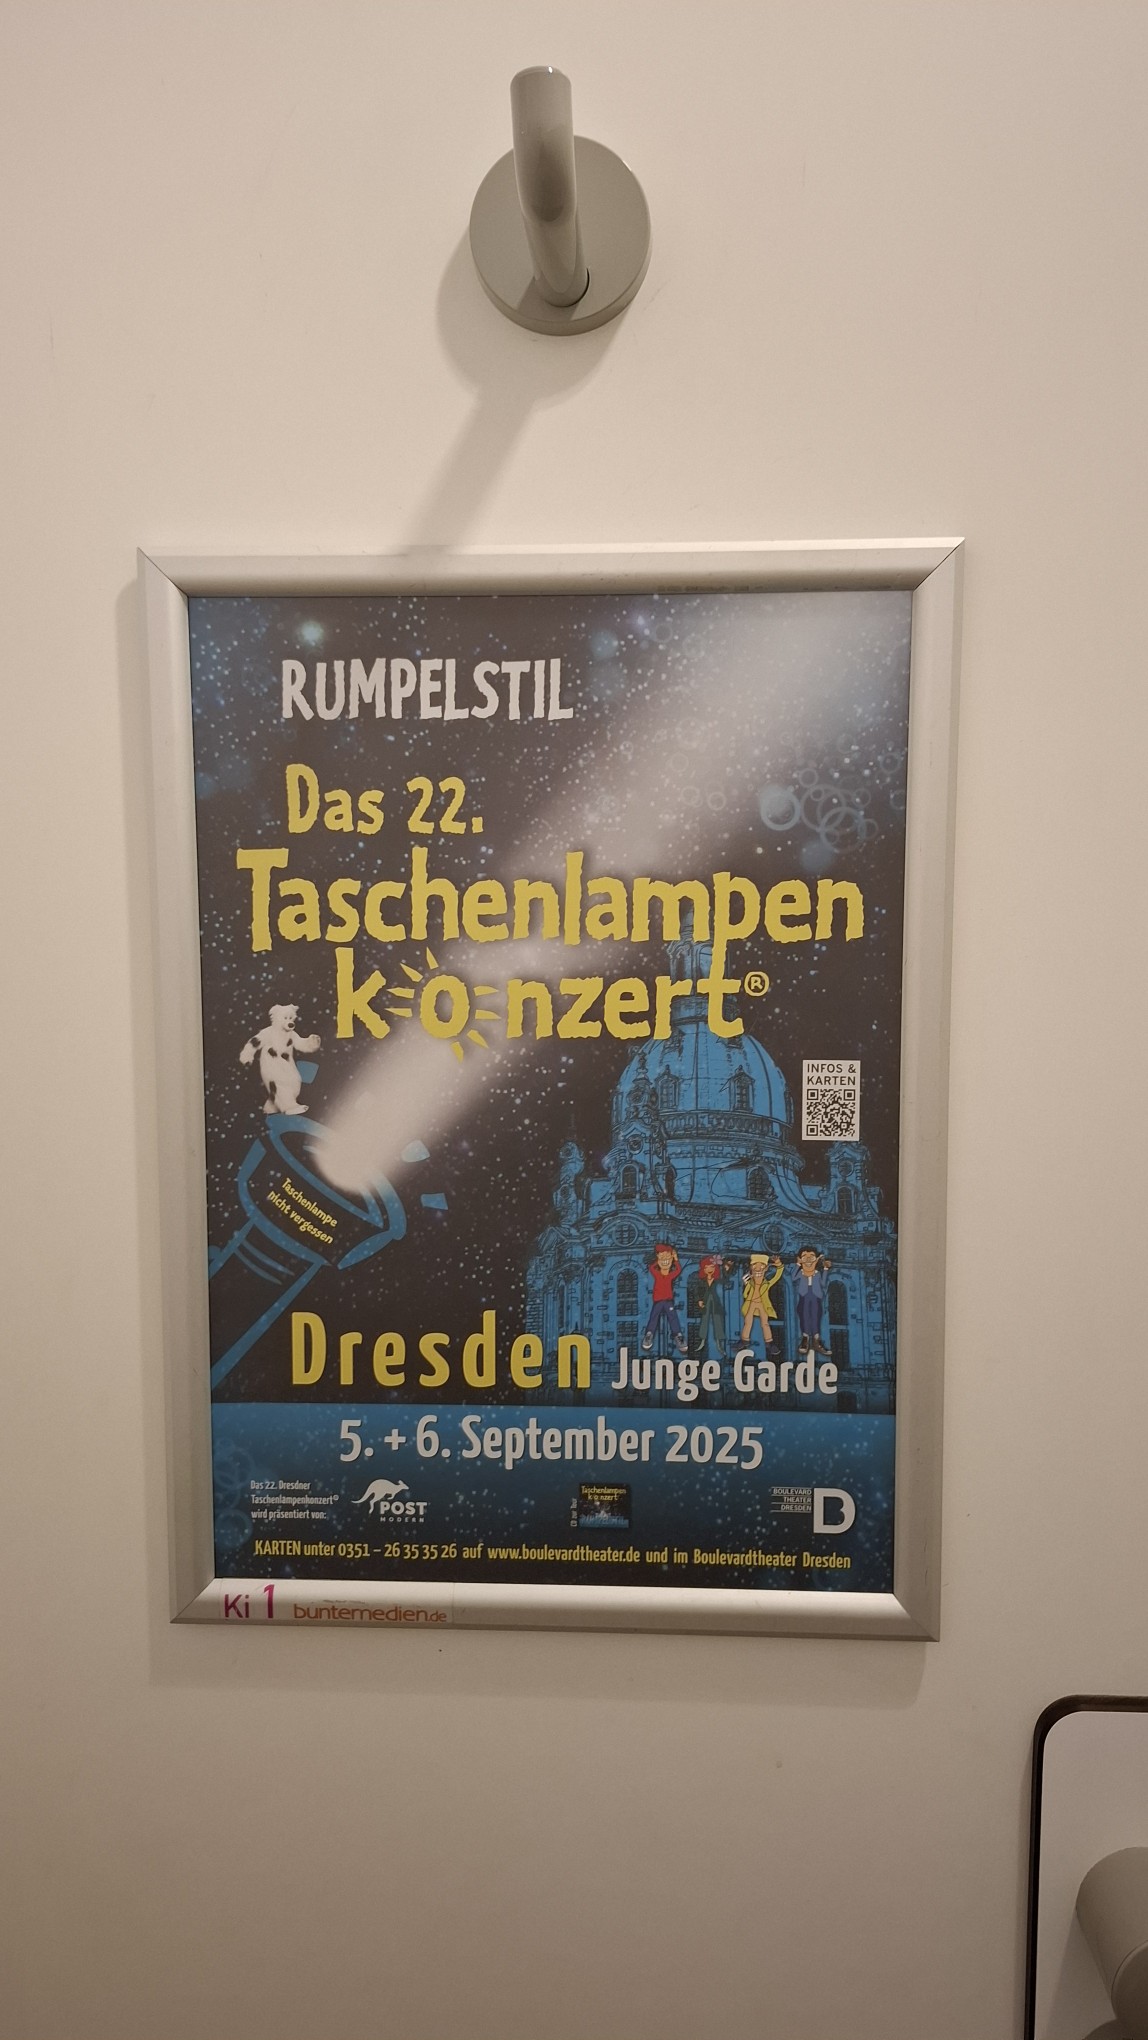 RUMPELSTIL
Das 22.
Taschenlampen
konzert®
INFOS &
KARTEN
Taschenlampe
nicht vergessen
Dresden Junge Garde
5. + 6. September 2025
Das 22. Dresdner
Taschenlampenkonzert®
wird präsentiert von:
POST
MODERN
Taschenlampen
konzert
BOULEVARD
THEATER
DRESDEN
D
KARTEN unter 0351 – 26 35 35 26 auf www.boulevardtheater.de und im Boulevardtheater Dresden
Ki 1 buntemedien.de